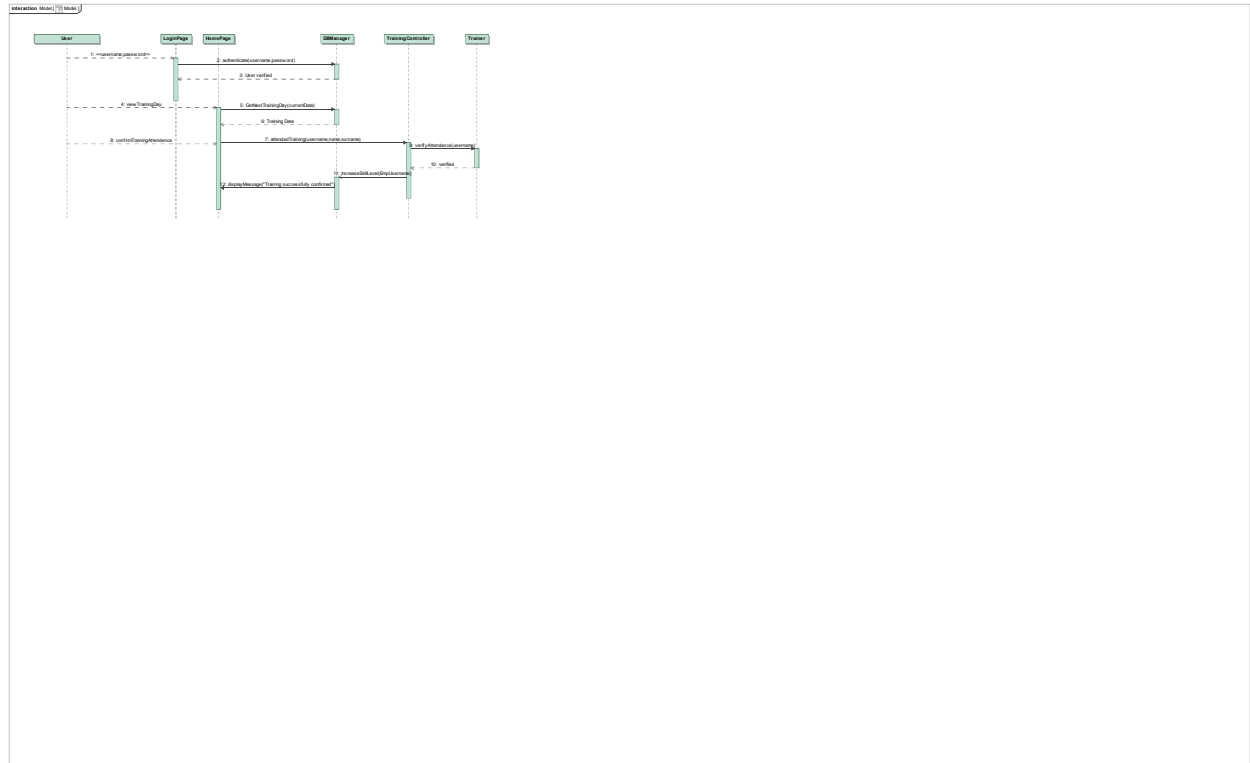 interaction Model [ Model ]
User
LoginPage
HomePage
DBManager
TrainingController
Trainer
1: <<username,password>>
2: authenticate(username,password)
3: User verified
4: viewTrainingDay
5: GetNextTrainingDay(currentDate)
6: Training Date
7: attendedTraining(username,name,surname)
8: confirmTrainingAttendence
9: verifyAttendance(username)
10: verified
11: increaseSkillLevel(EmpUsername)
12: displayMessage("Training successfully confirmed")